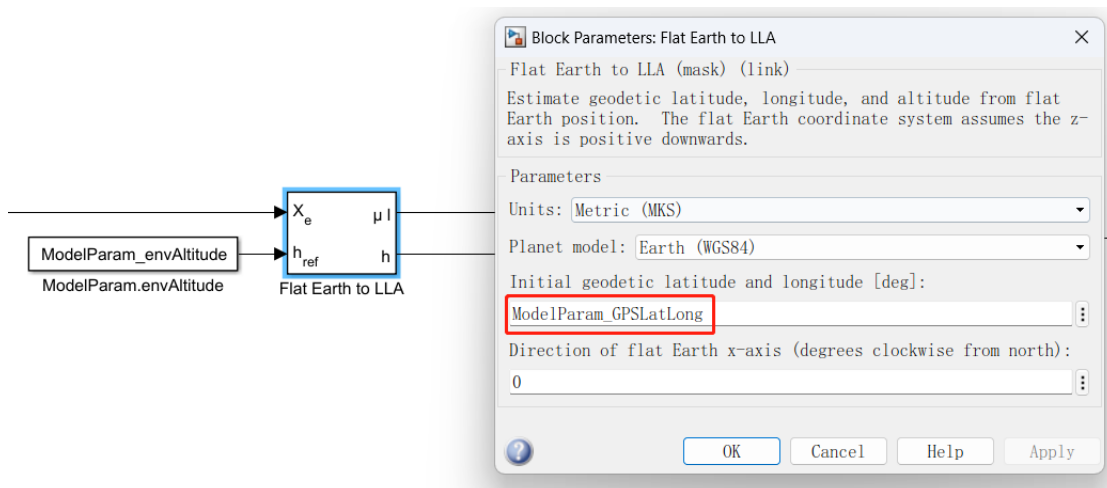 Block Parameters: Flat Earth to LLA
Flat Earth to LLA (mask) (link)
Estimate geodetic latitude, longitude, and altitude from flat
Earth position.  The flat Earth coordinate system assumes the z-
axis is positive downwards.
Parameters
Units: Metric (MKS)
Planet model: Earth (WGS84)
Initial geodetic latitude and longitude [deg]:
ModelParam_GPSLatLong
Direction of flat Earth x-axis (degrees clockwise from north):
0
OK Cancel Help Apply
Xe μ l
ModelParam_envAltitude
href h
ModelParam.envAltitude
Flat Earth to LLA